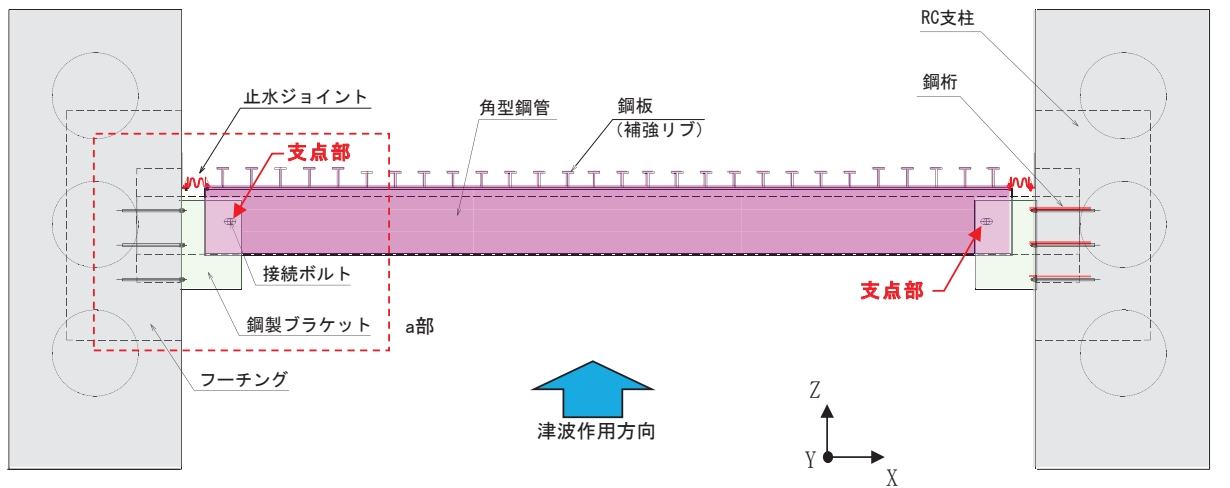 RC支柱
鋼桁
止水ジョイント
角型鋼管
鋼板
(補強リブ)
支点部
接続ボルト
支点部
鋼製ブラケット
a部
フーチング
津波作用方向
Z
Y
X